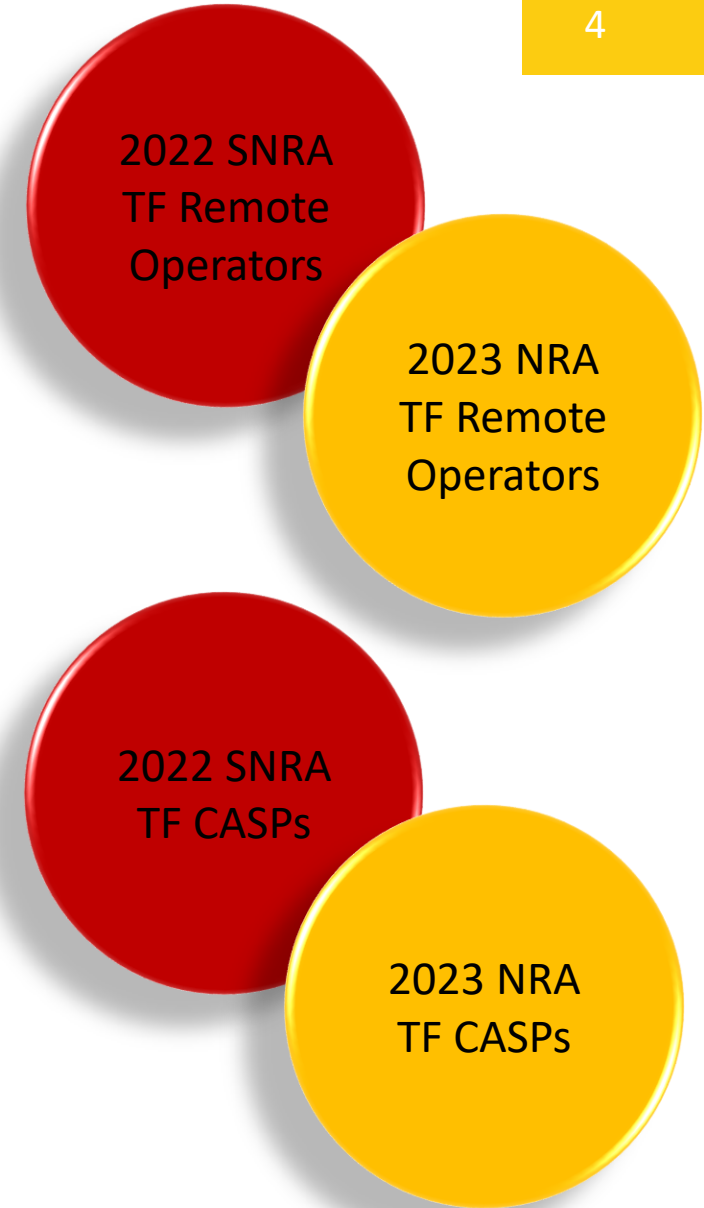 4
2022 SNRA
TF Remote
Operators
2023 NRA
TF Remote
Operators
2022 SNRA
TF CASPs
2023 NRA
TF CASPs